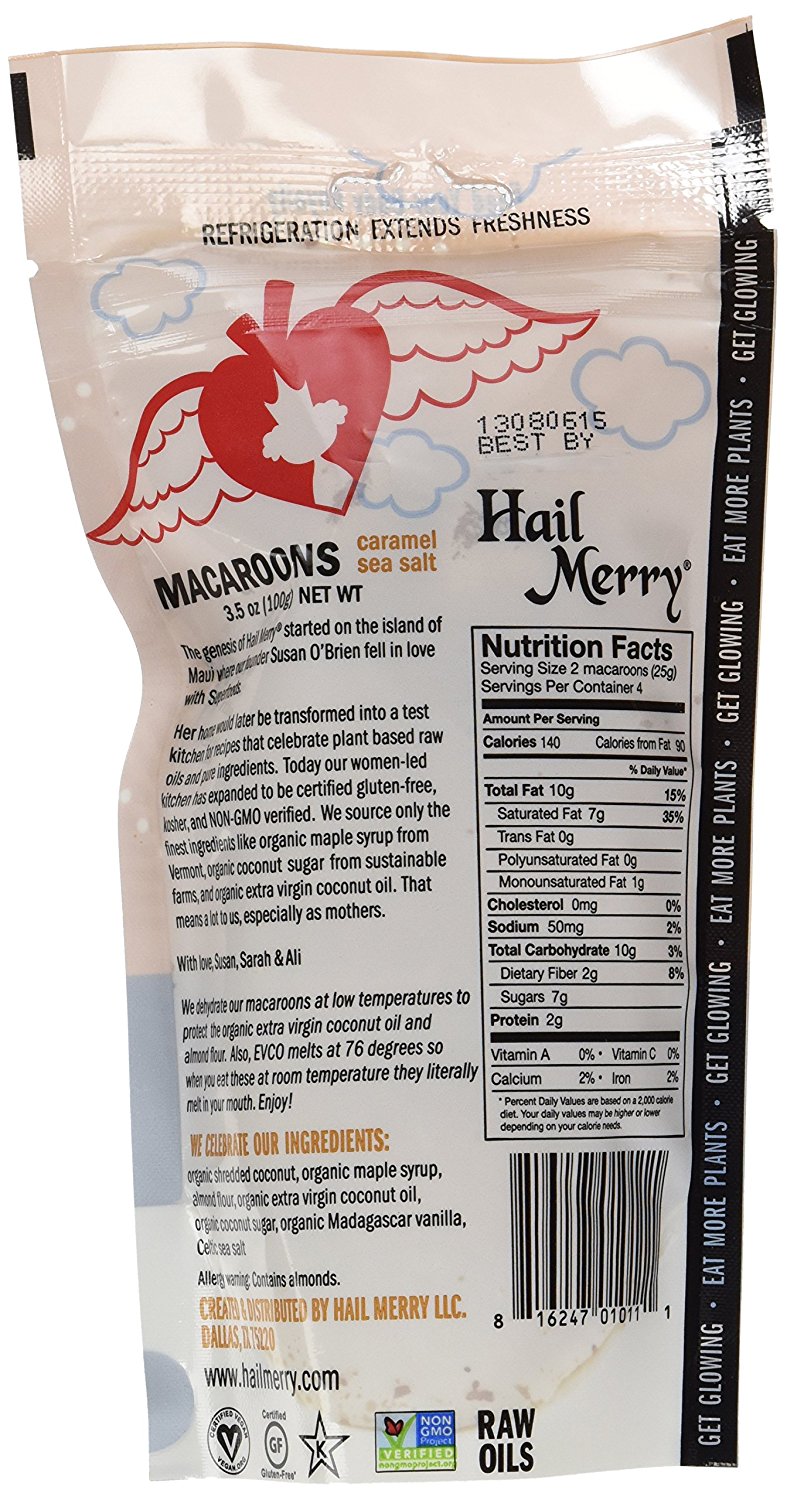 REFRIGERATION EXTENDS FRESHNESS
13080615
BEST BY
Hail
Merry®
MACAROONS
caramel
sea salt
3.5 oz (100g) NET WT
The genesis of Hail Merry® started on the island of
Maui where our founder Susan O'Brien fell in love
with Superfoods.
Her home would later be transformed into a test
kitchen for recipes that celebrate plant based raw
oils and pure ingredients. Today our women-led
kitchen has expanded to be certified gluten-free,
kosher, and NON-GMO verified. We source only the
finest ingredients like organic maple syrup from
Vermont, organic coconut sugar from sustainable
farms, and organic extra virgin coconut oil. That
means a lot to us, especially as mothers.
With love, Susan, Sarah & Ali
We dehydrate our macaroons at low temperatures to
protect the organic extra virgin coconut oil and
almond flour. Also, EVCO melts at 76 degrees so
when you eat these at room temperature they literally
melt in your mouth. Enjoy!
WE CELEBRATE OUR INGREDIENTS:
organic shredded coconut, organic maple syrup,
almond flour, organic extra virgin coconut oil,
organic coconut sugar, organic Madagascar vanilla,
Celtic sea salt
Allergy warning: Contains almonds.
CREATED & DISTRIBUTED BY HAIL MERRY LLC.
DALLAS, TX 75220
www.hailmerry.com
CERTIFIED VEGAN
VEGAN.ORG
Certified
GF
Gluten-Free
K
NON
GMO
Project
VERIFIED
nongmoproject.org
RAW
OILS
Nutrition Facts
Serving Size 2 macaroons (25g)
Servings Per Container 4
Amount Per Serving
Calories 140 Calories from Fat 90
% Daily Value*
Total Fat 10g 15%
Saturated Fat 7g 35%
Trans Fat 0g
Polyunsaturated Fat 0g
Monounsaturated Fat 1g
Cholesterol 0mg 0%
Sodium 50mg 2%
Total Carbohydrate 10g 3%
Dietary Fiber 2g 8%
Sugars 7g
Protein 2g
Vitamin A 0% • Vitamin C 0%
Calcium 2% • Iron 2%
* Percent Daily Values are based on a 2,000 calorie
diet. Your daily values may be higher or lower
depending on your calorie needs.
8 16247 01011 1
GET GLOWING • EAT MORE PLANTS • GET GLOWING • EAT MORE PLANTS • GET GLOWING • EAT MORE PLANTS • GET GLOWING